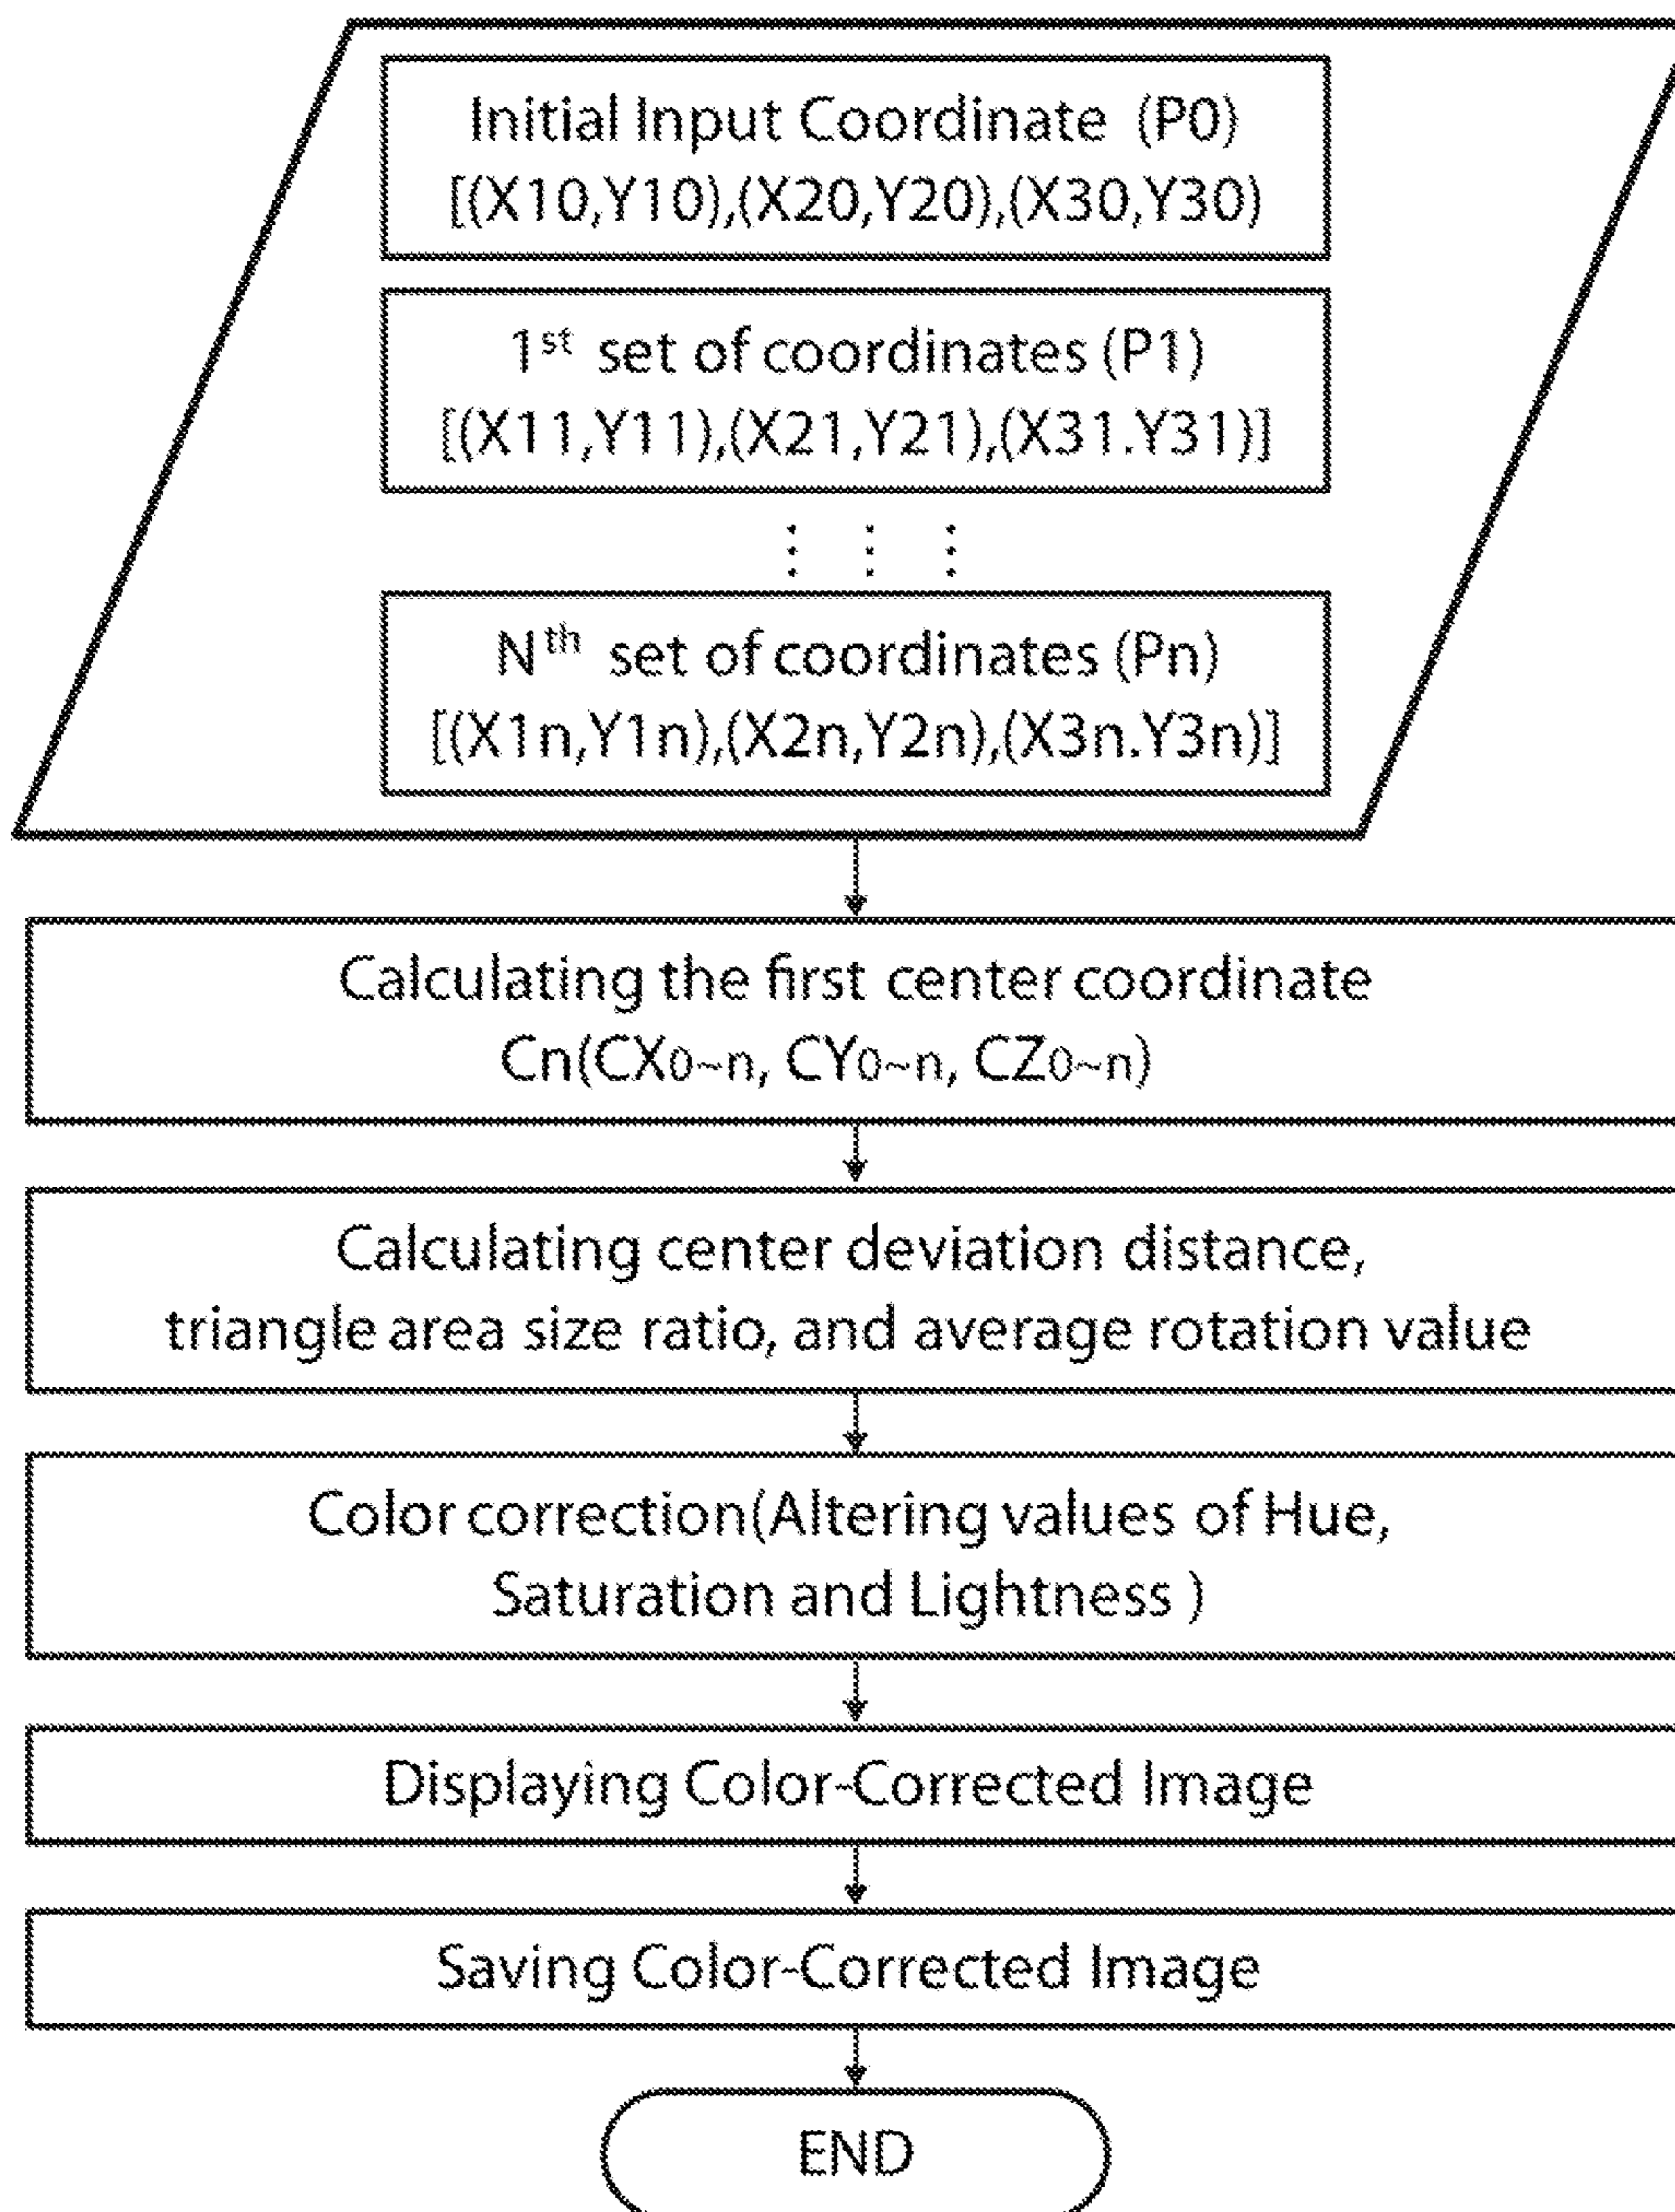 Initial Input Coordinate (P0)
[(X10,Y10),(X20,Y20),(X30,Y30)
1st set of coordinates (P1)
[(X11,Y11),(X21,Y21),(X31.Y31)]
Nth set of coordinates (Pn)
[(X1n,Y1n),(X2n,Y2n),(X3n.Y3n)]
Calculating the first center coordinate
Cn(CX0~n, CY0~n, CZ0~n)
Calculating center deviation distance,
triangle area size ratio, and average rotation value
Color correction(Altering values of Hue,
Saturation and Lightness )
Displaying Color-Corrected Image
Saving Color-Corrected Image
END